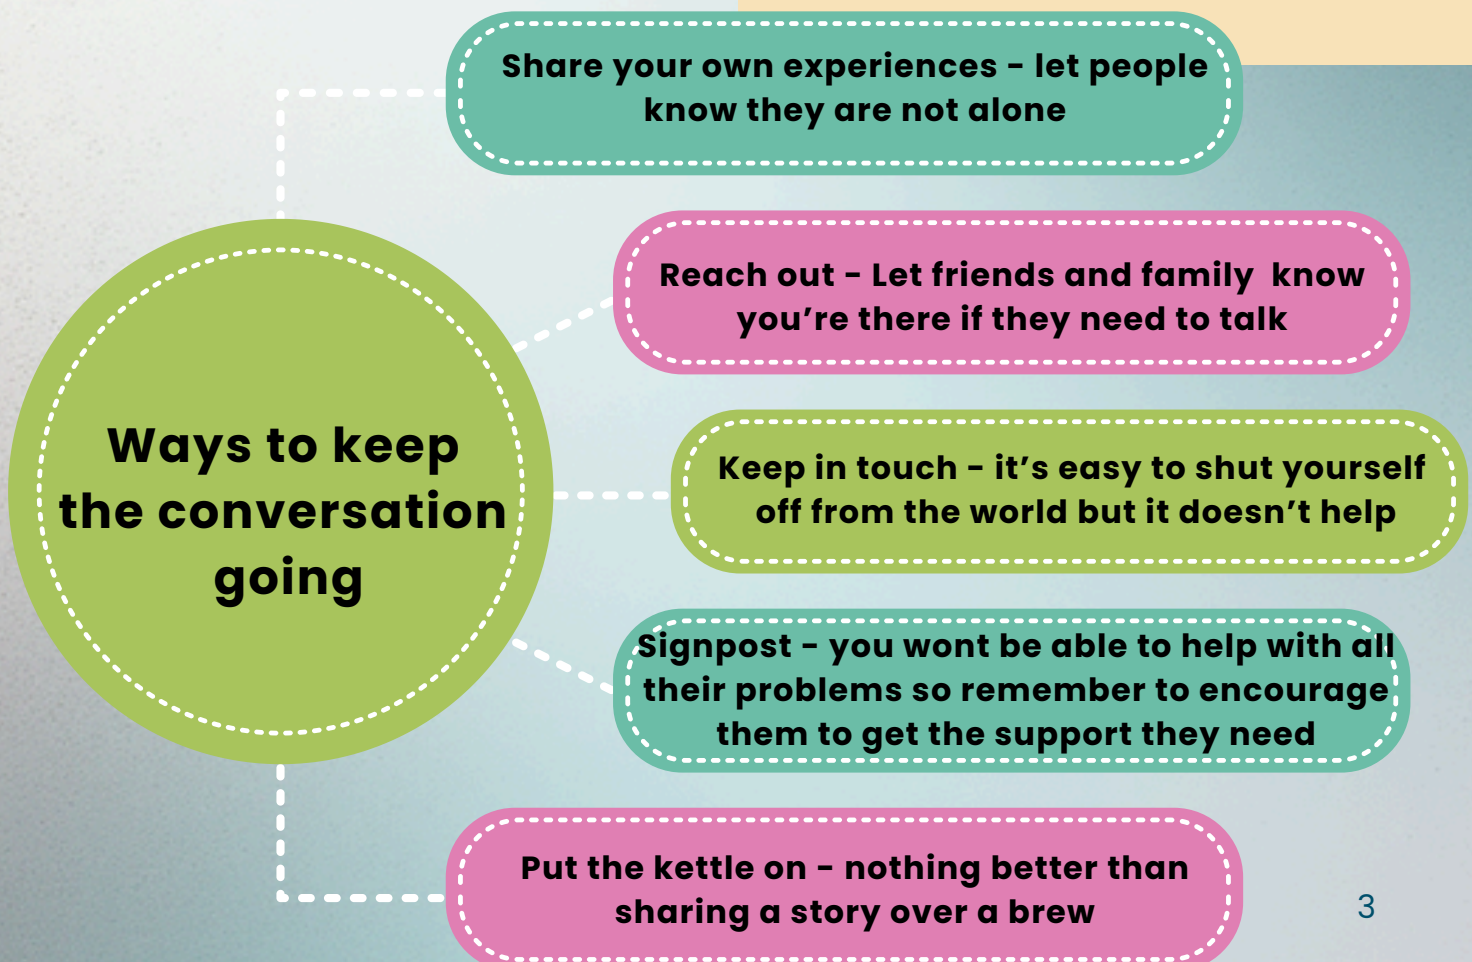 Share your own experiences - let people
know they are not alone
Reach out - Let friends and family  know
you’re there if they need to talk
Ways to keep
the conversation
going
Keep in touch - it’s easy to shut yourself
off from the world but it doesn’t help
Signpost - you wont be able to help with all
their problems so remember to encourage
them to get the support they need
Put the kettle on - nothing better than
sharing a story over a brew
3